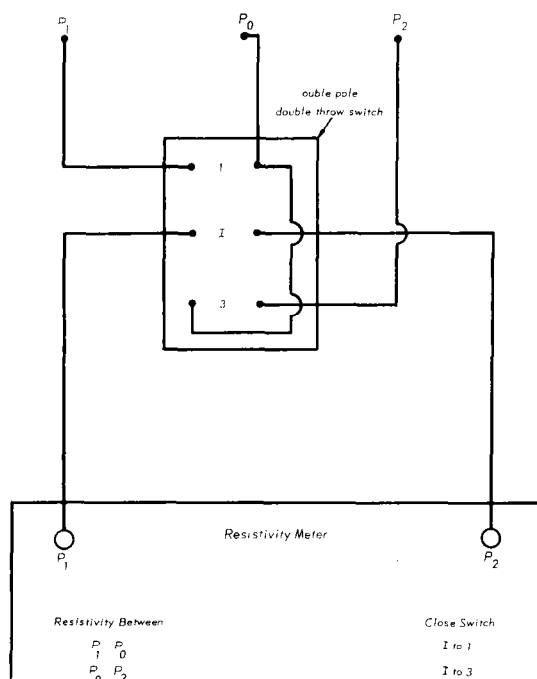 P1 P0 P2
ouble pole
double throw switch
1
I
3
Resistivity Meter
P1 P2
Resistivity Between Close Switch
P1 P0 I to 1
P0 P2 I to 3